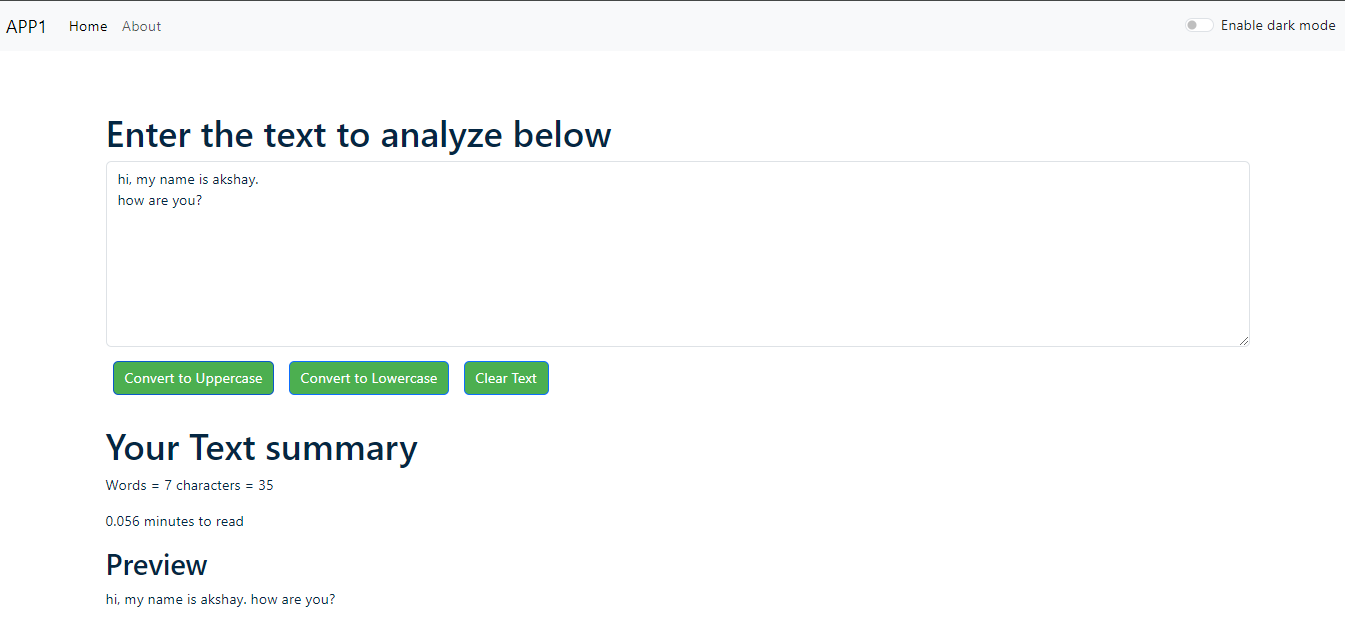 APP1 Home About Enable dark mode
Enter the text to analyze below
hi, my name is akshay.
how are you?
Convert to Uppercase Convert to Lowercase Clear Text
Your Text summary
Words = 7 characters = 35
0.056 minutes to read
Preview
hi, my name is akshay. how are you?